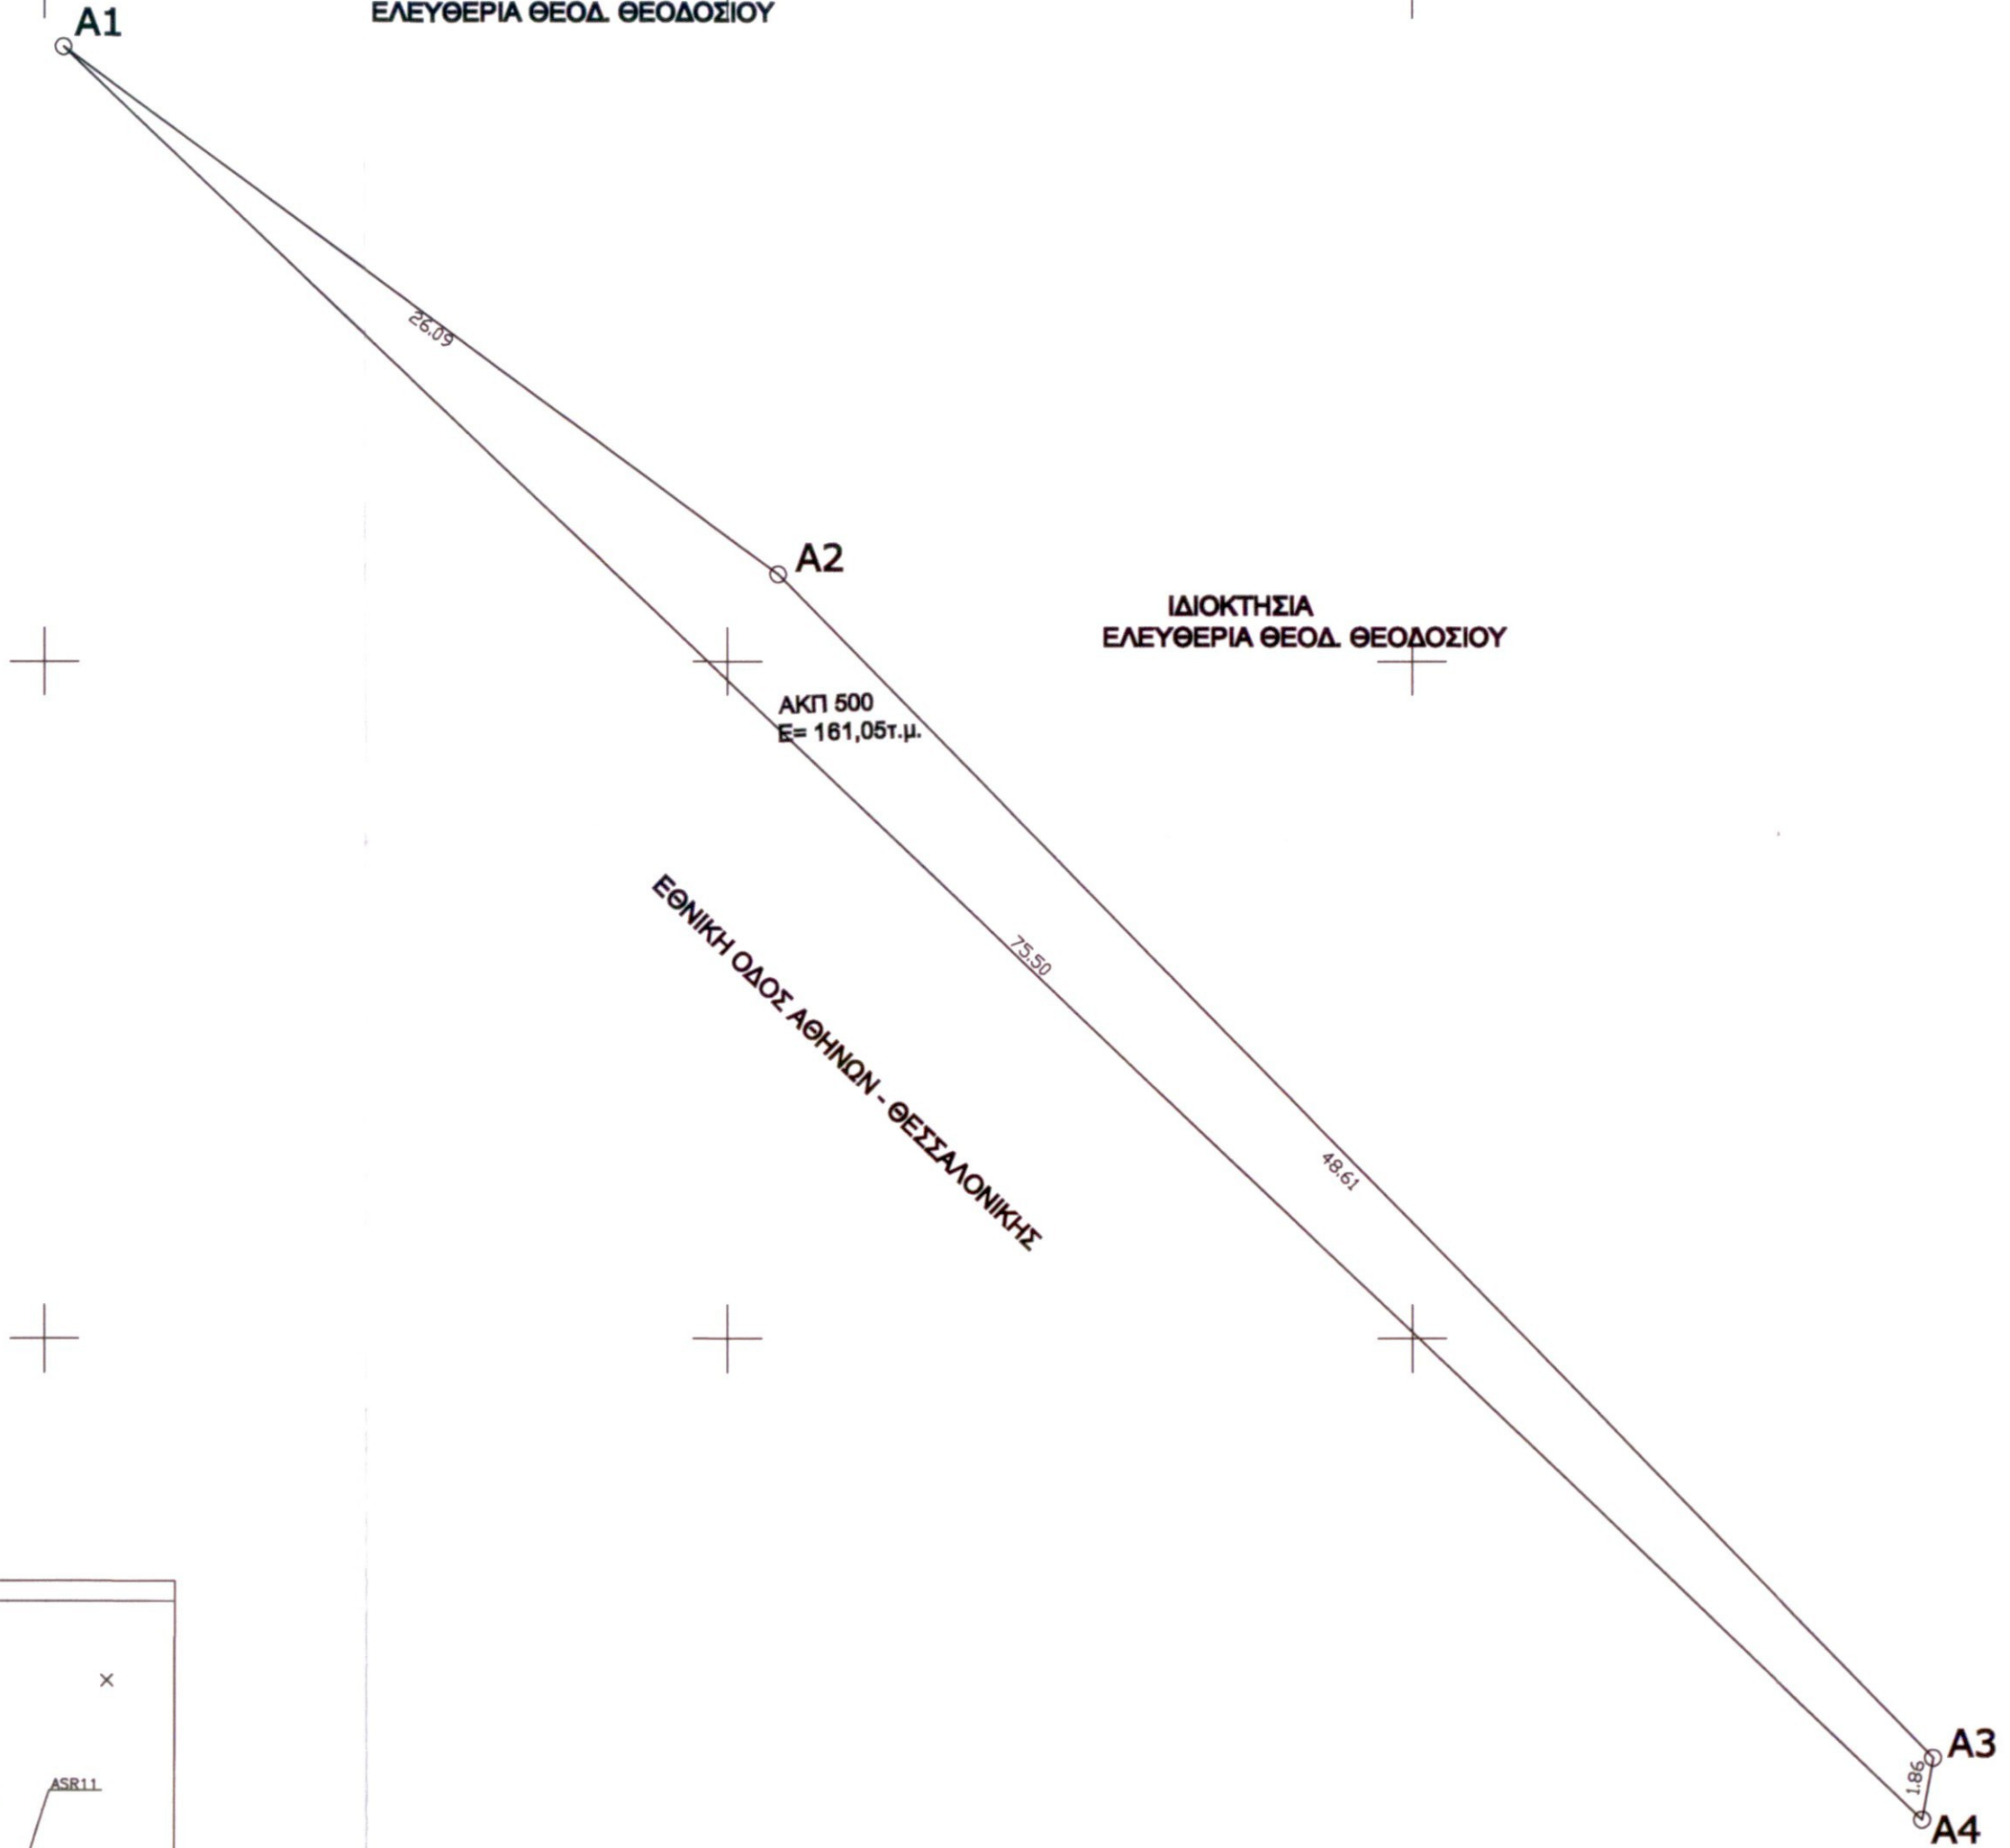 A1
ΕΛΕΥΘΕΡΙΑ ΘΕΟΔ. ΘΕΟΔΟΣΙΟΥ
26.09
A2
ΙΔΙΟΚΤΗΣΙΑ
ΕΛΕΥΘΕΡΙΑ ΘΕΟΔ. ΘΕΟΔΟΣΙΟΥ
ΑΚΠ 500
Ε= 161,05τ.μ.
75.50
ΕΘΝΙΚΗ ΟΔΟΣ ΑΘΗΝΩΝ - ΘΕΣΣΑΛΟΝΙΚΗΣ
48.61
A3
1.86
A4
ASR11